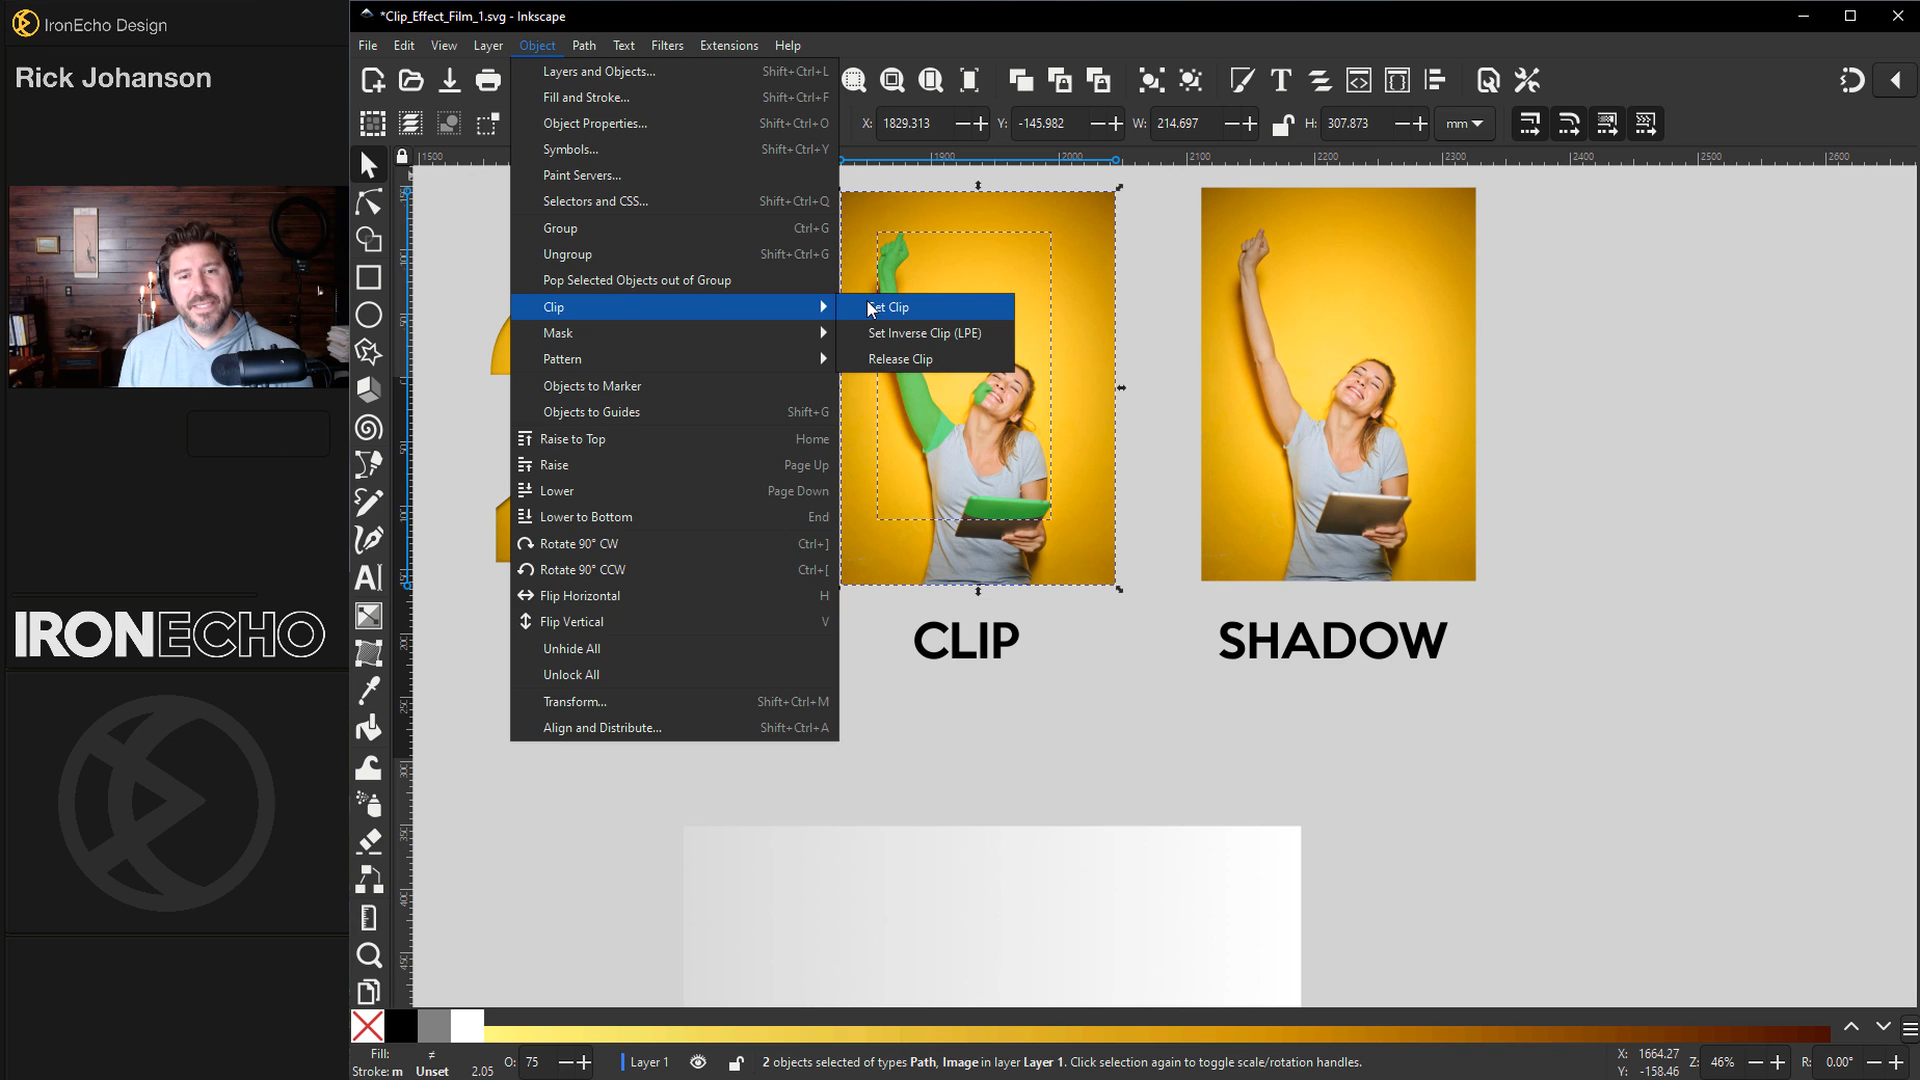 IronEcho Design
Rick Johanson
IRONECHO
*Clip_Effect_Film_1.svg - Inkscape
File Edit View Layer Object Path Text Filters Extensions Help
X: 1829.313 Y: -145.982 W: 214.697 H: 307.873 mm
1500 1900 2000 2100 2200 2300 2400 2500 2600
Layers and Objects... Shift+Ctrl+L
Fill and Stroke... Shift+Ctrl+F
Object Properties... Shift+Ctrl+O
Symbols... Shift+Ctrl+Y
Paint Servers...
Selectors and CSS... Shift+Ctrl+Q
Group Ctrl+G
Ungroup Shift+Ctrl+G
Pop Selected Objects out of Group
Clip
Mask
Pattern
Objects to Marker
Objects to Guides Shift+G
Raise to Top Home
Raise Page Up
Lower Page Down
Lower to Bottom End
Rotate 90° CW Ctrl+]
Rotate 90° CCW Ctrl+[
Flip Horizontal H
Flip Vertical V
Unhide All
Unlock All
Transform... Shift+Ctrl+M
Align and Distribute... Shift+Ctrl+A
Set Clip
Set Inverse Clip (LPE)
Release Clip
CLIP
SHADOW
Fill: ≠
Stroke: m Unset 2.05
O: 75
Layer 1
2 objects selected of types Path, Image in layer Layer 1. Click selection again to toggle scale/rotation handles.
X: 1664.27
Y: -158.46
Z: 46%
R: 0.00°